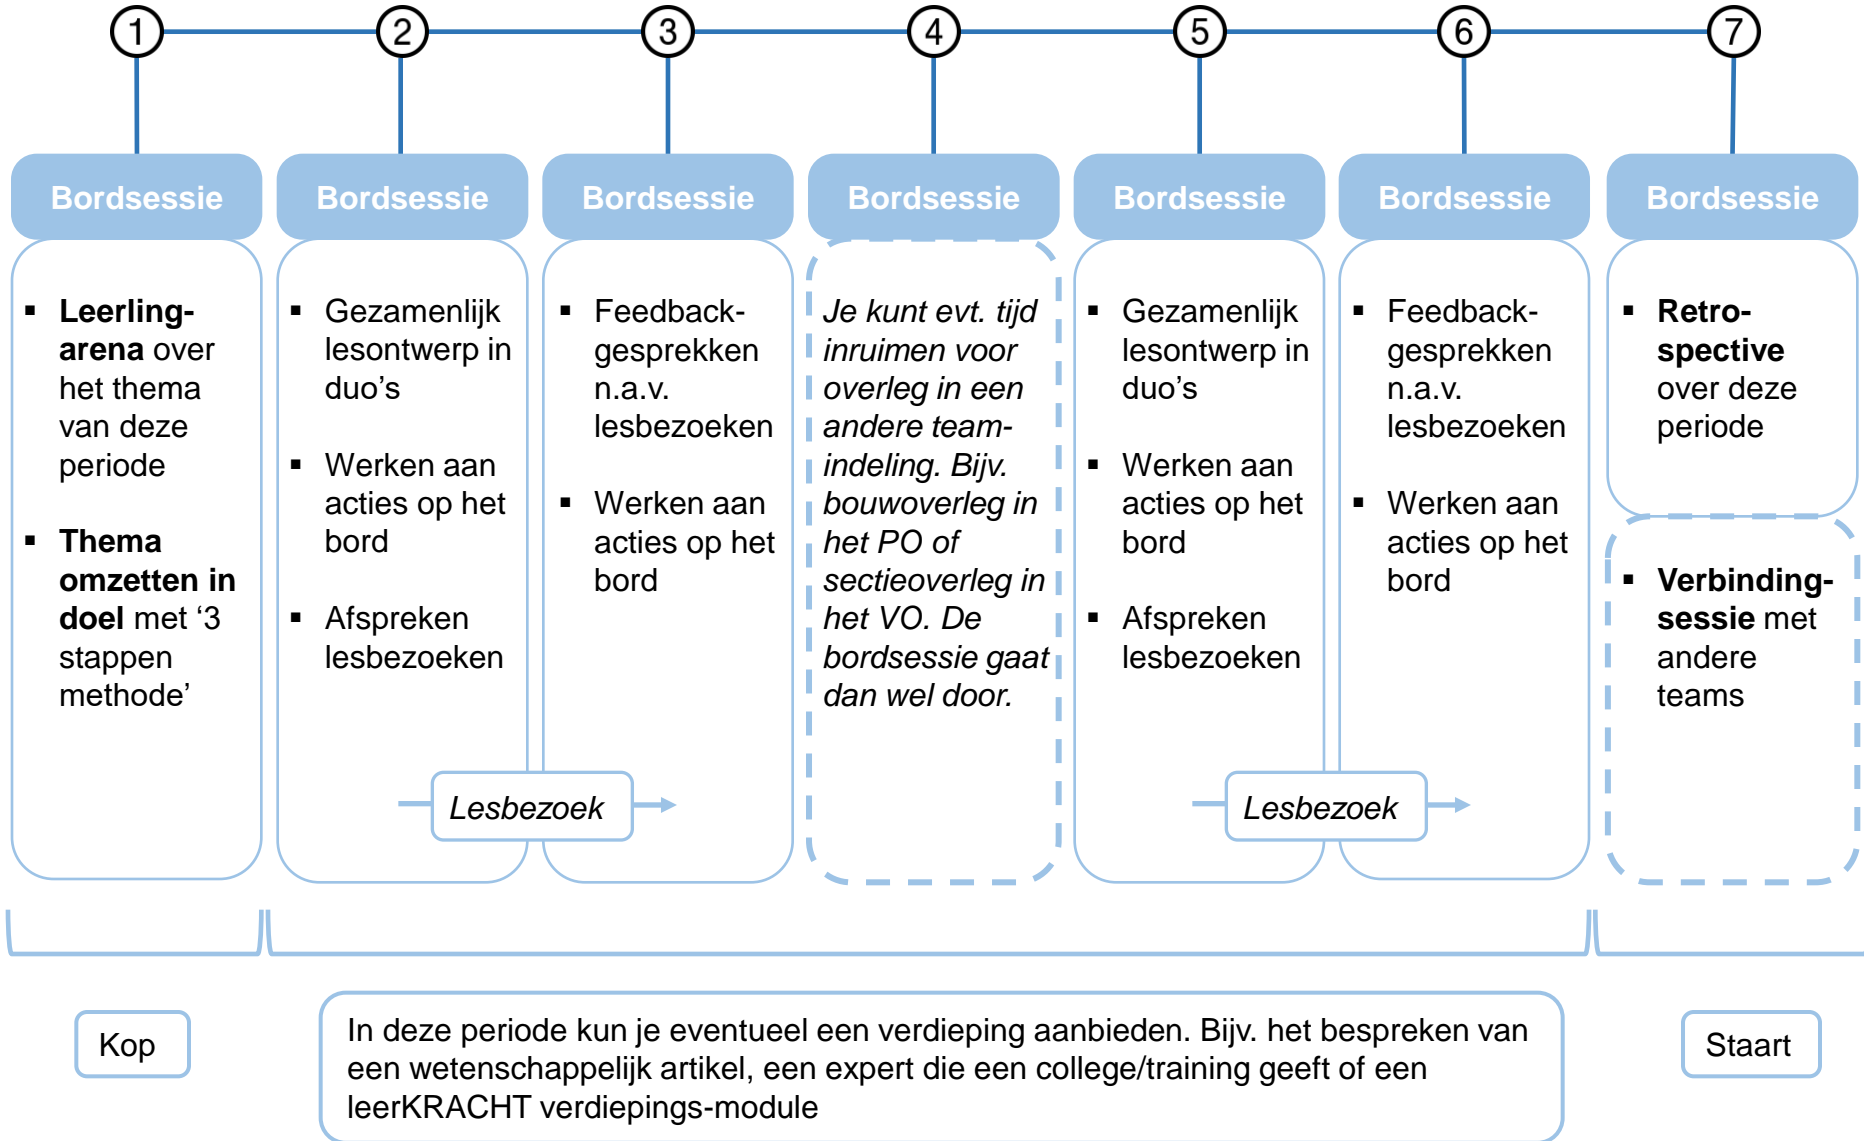 1
2
3
4
5
6
7
Bordsessie
Bordsessie
Bordsessie
Bordsessie
Bordsessie
Bordsessie
Bordsessie
▪ Leerling-
arena over
het thema
van deze
periode
▪ Thema
omzetten in
doel met ‘3
stappen
methode’
▪ Gezamenlijk
lesontwerp in
duo’s
▪ Werken aan
acties op het
bord
▪ Afspreken
lesbezoeken
▪ Feedback-
gesprekken
n.a.v.
lesbezoeken
▪ Werken aan
acties op het
bord
Lesbezoek
Je kunt evt. tijd
inruimen voor
overleg in een
andere team-
indeling. Bijv.
bouwoverleg in
het PO of
sectieoverleg in
het VO. De
bordsessie gaat
dan wel door.
▪ Gezamenlijk
lesontwerp in
duo’s
▪ Werken aan
acties op het
bord
▪ Afspreken
lesbezoeken
▪ Feedback-
gesprekken
n.a.v.
lesbezoeken
▪ Werken aan
acties op het
bord
Lesbezoek
▪ Retro-
spective
over deze
periode
▪ Verbinding-
sessie met
andere
teams
Kop
In deze periode kun je eventueel een verdieping aanbieden. Bijv. het bespreken van
een wetenschappelijk artikel, een expert die een college/training geeft of een
leerKRACHT verdiepings-module
Staart